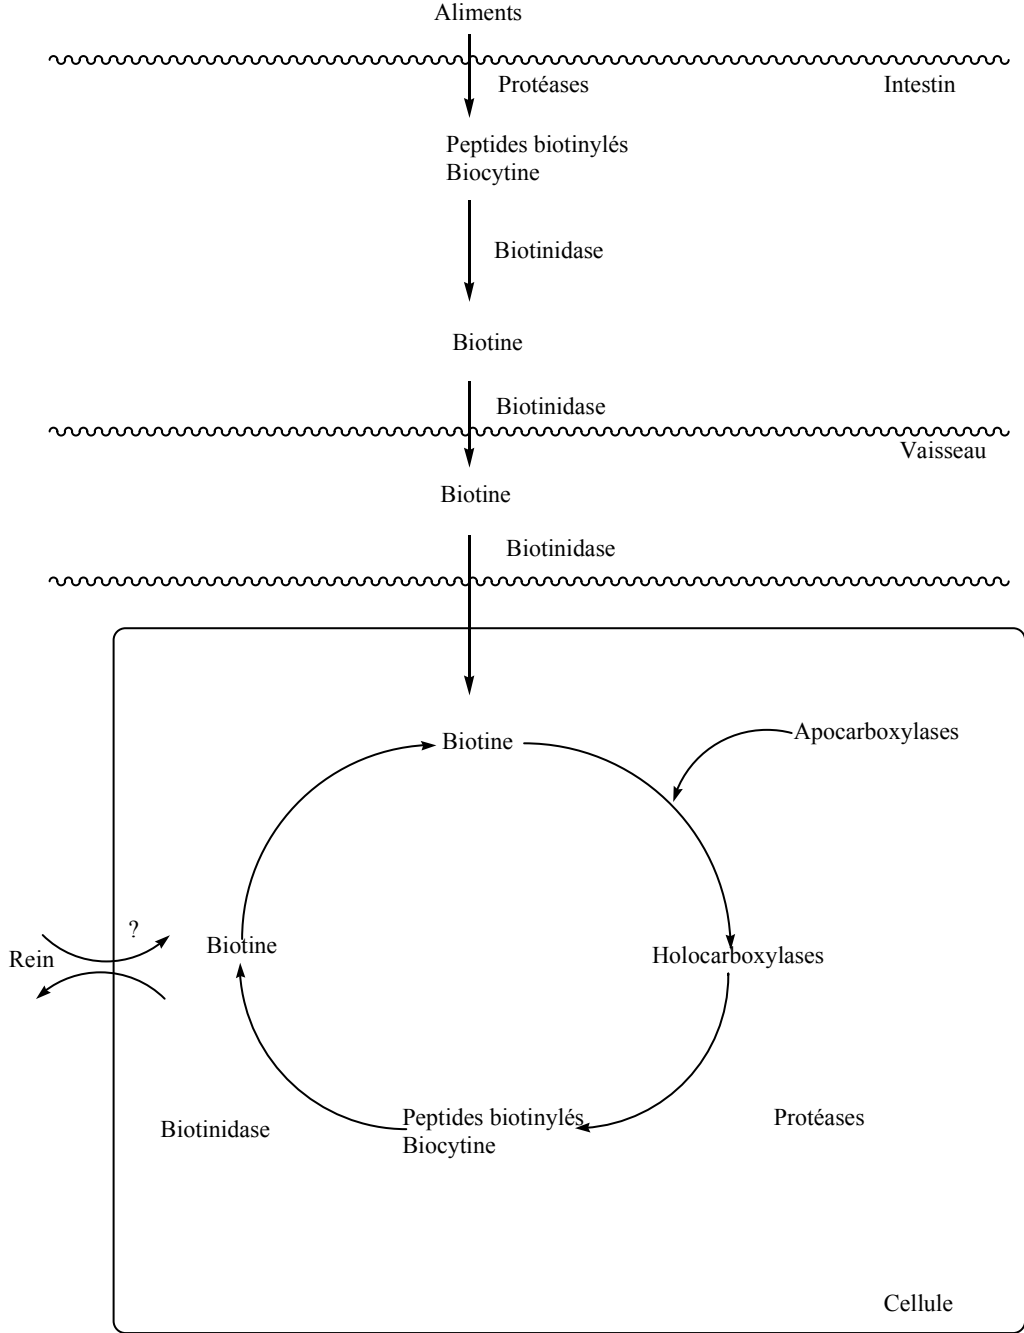 Aliments
Protéases
Intestin
Peptides biotinylés
Biocytine
Biotinidase
Biotine
Biotinidase
Vaisseau
Biotine
Biotinidase
Biotine
Apocarboxylases
?
Rein
Biotine
Holocarboxylases
Biotinidase
Peptides biotinylés
Biocytine
Protéases
Cellule